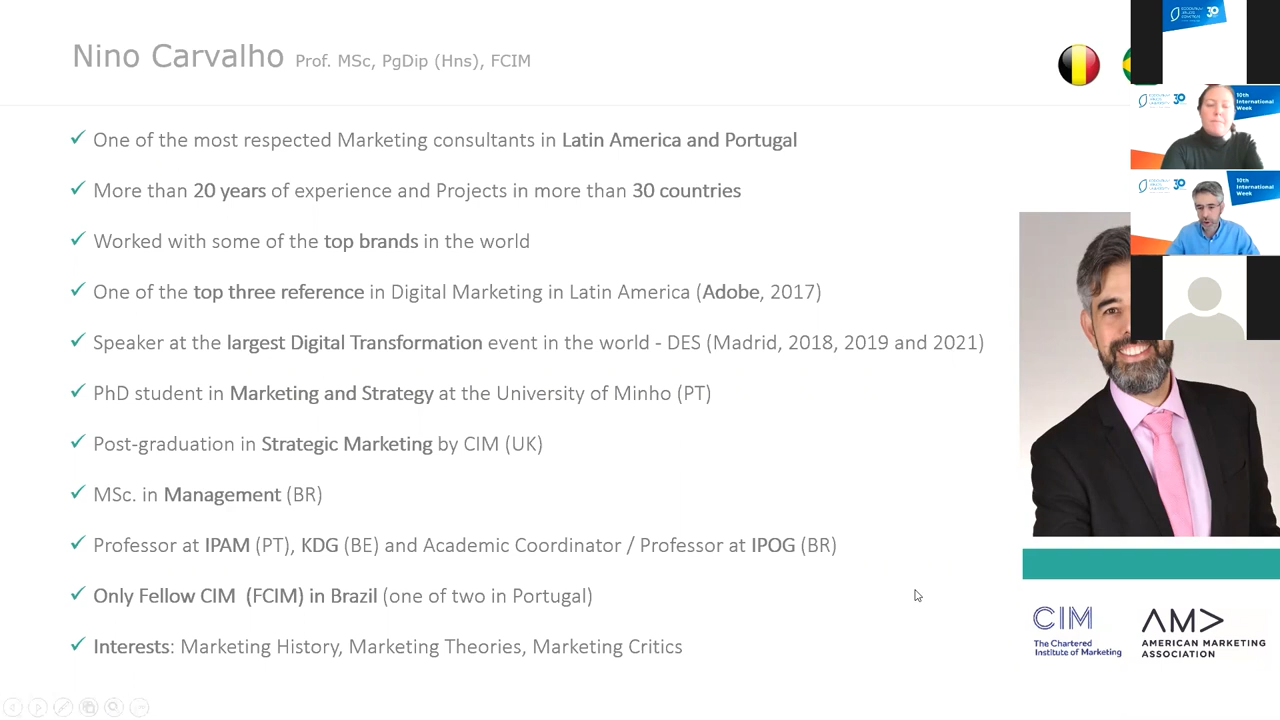 Nino Carvalho Prof. MSc, PgDip (Hns), FCIM
✓ One of the most respected Marketing consultants in Latin America and Portugal
✓ More than 20 years of experience and Projects in more than 30 countries
✓ Worked with some of the top brands in the world
✓ One of the top three reference in Digital Marketing in Latin America (Adobe, 2017)
✓ Speaker at the largest Digital Transformation event in the world - DES (Madrid, 2018, 2019 and 2021)
✓ PhD student in Marketing and Strategy at the University of Minho (PT)
✓ Post-graduation in Strategic Marketing by CIM (UK)
✓ MSc. in Management (BR)
✓ Professor at IPAM (PT), KDG (BE) and Academic Coordinator / Professor at IPOG (BR)
✓ Only Fellow CIM (FCIM) in Brazil (one of two in Portugal)
✓ Interests: Marketing History, Marketing Theories, Marketing Critics
30
30
10th
International
Week
30
10th
International
Week
CIM
The Chartered
Institute of Marketing
AMA
AMERICAN MARKETING
ASSOCIATION